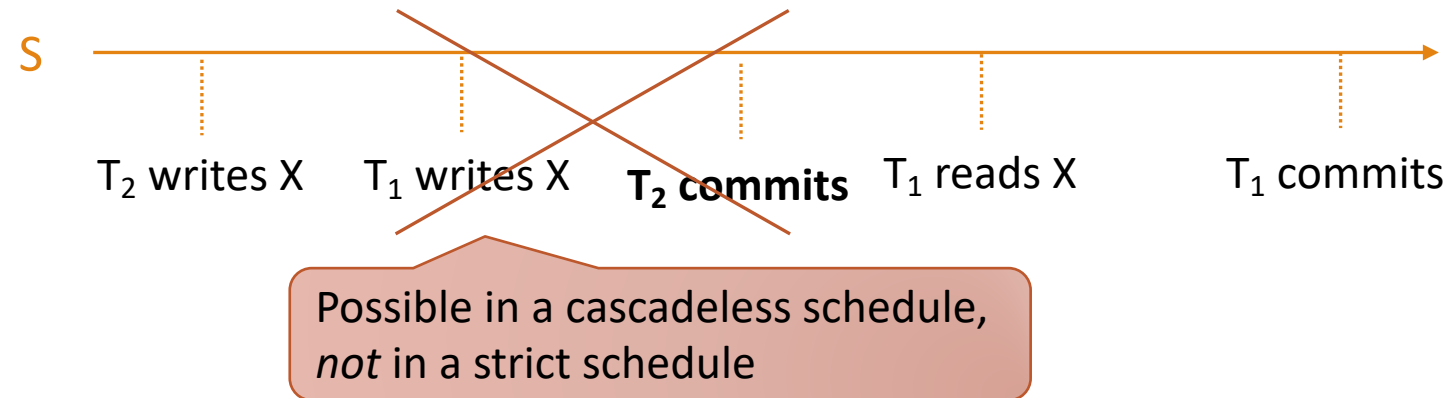 S
T₂ writes X T₁ writes X T₂ commits T₁ reads X T₁ commits
Possible in a cascadeless schedule,
not in a strict schedule